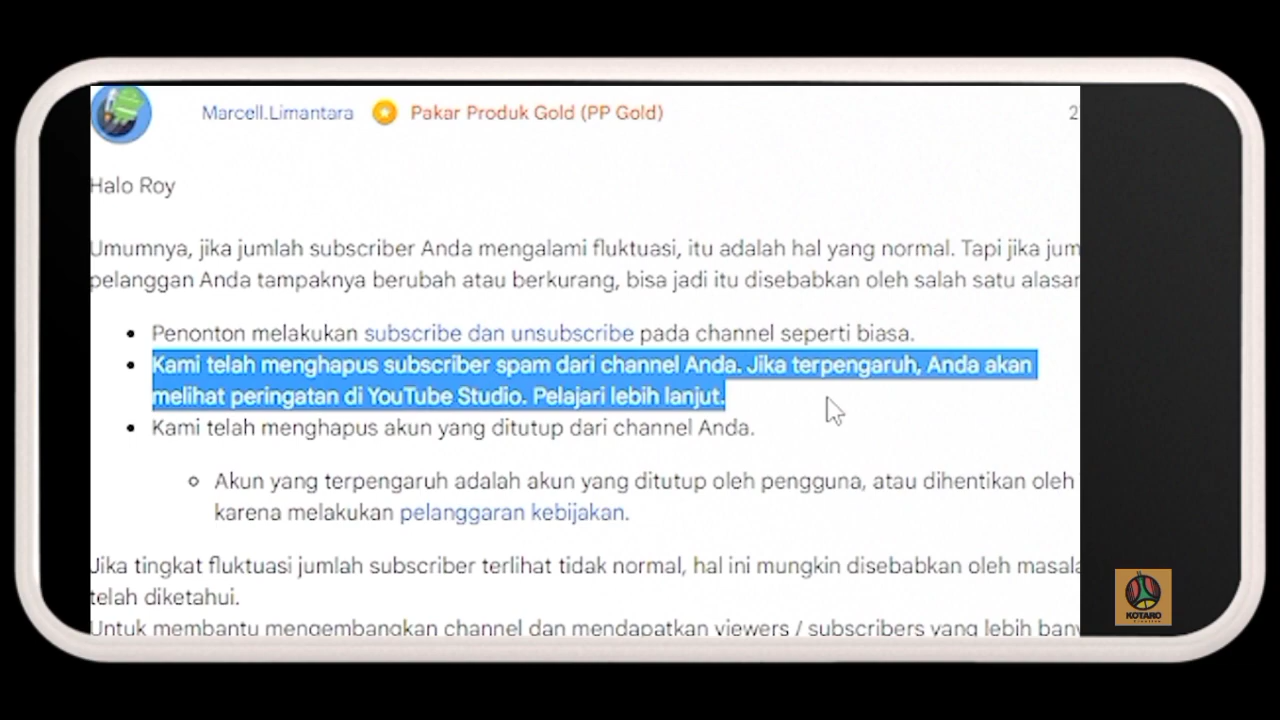 Marcell.Limantara Pakar Produk Gold (PP Gold) 2
Halo Roy
Umumnya, jika jumlah subscriber Anda mengalami fluktuasi, itu adalah hal yang normal. Tapi jika jum
pelanggan Anda tampaknya berubah atau berkurang, bisa jadi itu disebabkan oleh salah satu alasan
• Penonton melakukan subscribe dan unsubscribe pada channel seperti biasa.
• Kami telah menghapus subscriber spam dari channel Anda. Jika terpengaruh, Anda akan
melihat peringatan di YouTube Studio. Pelajari lebih lanjut.
• Kami telah menghapus akun yang ditutup dari channel Anda.
Akun yang terpengaruh adalah akun yang ditutup oleh pengguna, atau dihentikan oleh
karena melakukan pelanggaran kebijakan.
Jika tingkat fluktuasi jumlah subscriber terlihat tidak normal, hal ini mungkin disebabkan oleh masala
telah diketahui.
Untuk membantu mengembangkan channel dan mendapatkan viewers / subscribers yang lebih bany
KOTARO